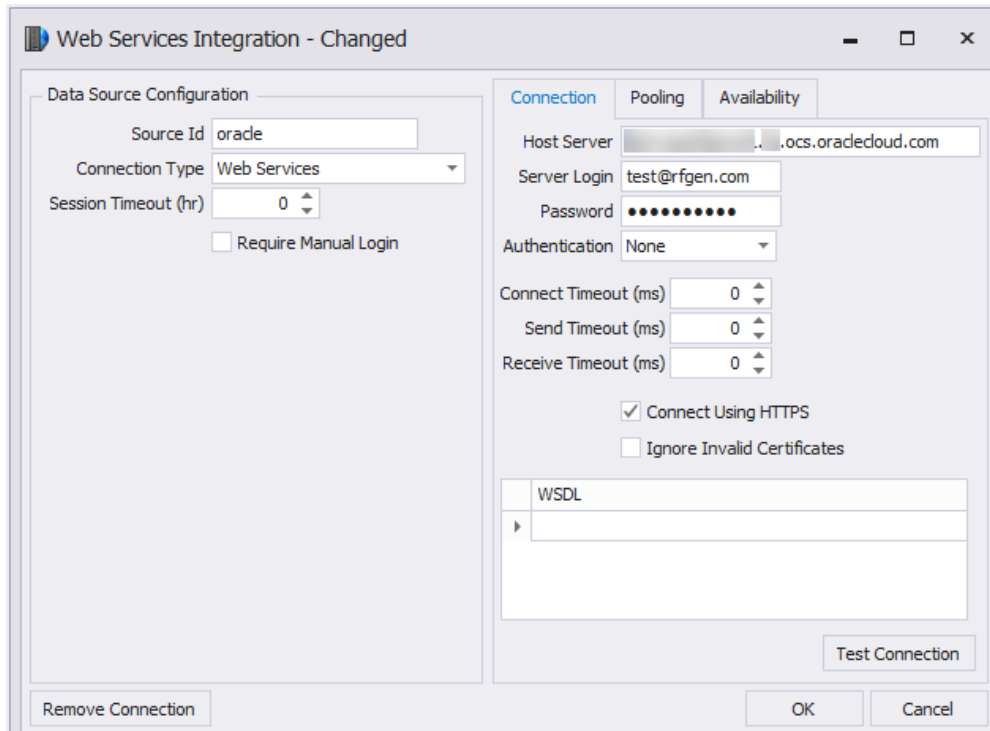 Web Services Integration - Changed
Data Source Configuration
Source Id oracle
Connection Type Web Services
Session Timeout (hr) 0
Require Manual Login
Connection Pooling Availability
Host Server .ocs.oraclecloud.com
Server Login test@rfgen.com
Password ••••••••••
Authentication None
Connect Timeout (ms) 0
Send Timeout (ms) 0
Receive Timeout (ms) 0
Connect Using HTTPS
Ignore Invalid Certificates
WSDL
Test Connection
Remove Connection OK Cancel